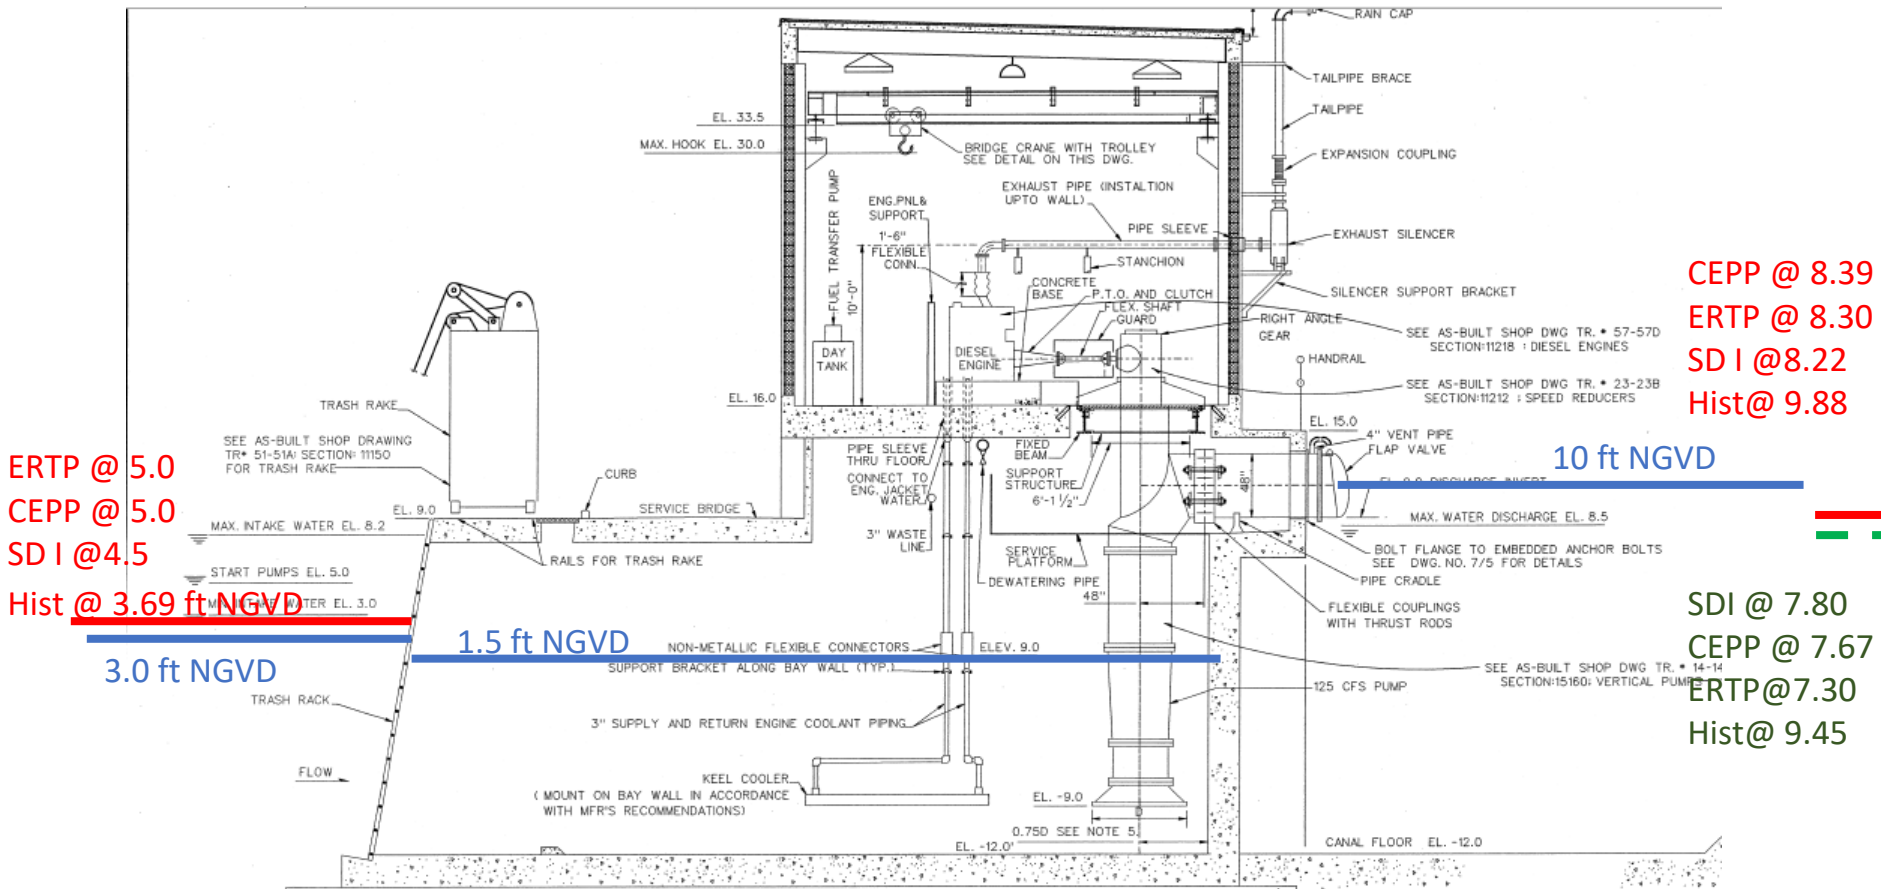 RAIN CAP
TAILPIPE BRACE
TAILPIPE
EXPANSION COUPLING
EL. 33.5
MAX. HOOK EL. 30.0
BRIDGE CRANE WITH TROLLEY
SEE DETAIL ON THIS DWG.
FUEL TRANSFER PUMP
ENG.PNL&
SUPPORT
1'-6"
FLEXIBLE
CONN.
10'-0"
EXHAUST PIPE (INSTALTION
UPTO WALL)
PIPE SLEEVE
EXHAUST SILENCER
STANCHION
CONCRETE
BASE
P.T.O. AND CLUTCH
FLEX. SHAFT
GUARD
SILENCER SUPPORT BRACKET
RIGHT ANGLE
GEAR
CEPP @ 8.39
ERTP @ 8.30
SD I @8.22
Hist@ 9.88
SEE AS-BUILT SHOP DWG TR. * 57-57D
SECTION:11218 : DIESEL ENGINES
DAY
TANK
DIESEL
ENGINE
HANDRAIL
SEE AS-BUILT SHOP DWG TR. * 23-23B
SECTION:11212 ; SPEED REDUCERS
EL. 16.0
TRASH RAKE
SEE AS-BUILT SHOP DRAWING
TR* 51-51A: SECTION: 11150
FOR TRASH RAKE
EL. 15.0
4" VENT PIPE
FLAP VALVE
10 ft NGVD
PIPE SLEEVE
THRU FLOOR
CONNECT TO
ENG. JACKET
WATER
FIXED
BEAM
SUPPORT
STRUCTURE
6'-1 1/2"
48"
ERTP @ 5.0
CEPP @ 5.0
SD I @4.5
Hist @ 3.69 ft NGVD
CURB
EL. 9.0
SERVICE BRIDGE
MAX. INTAKE WATER EL. 8.2
DISCHARGE INVERT
MAX. WATER DISCHARGE EL. 8.5
3" WASTE
LINE
SERVICE
PLATFORM
RAILS FOR TRASH RAKE
START PUMPS EL. 5.0
BOLT FLANGE TO EMBEDDED ANCHOR BOLTS
SEE DWG. NO. 7/5 FOR DETAILS
DEWATERING PIPE
PIPE CRADLE
48"
MIN. INTAKE WATER EL. 3.0
FLEXIBLE COUPLINGS
WITH THRUST RODS
SDI @ 7.80
CEPP @ 7.67
ERTP@7.30
Hist@ 9.45
3.0 ft NGVD
1.5 ft NGVD
NON-METALLIC FLEXIBLE CONNECTORS
ELEV. 9.0
SUPPORT BRACKET ALONG BAY WALL (TYP.)
SEE AS-BUILT SHOP DWG TR. * 14-14
SECTION:15160: VERTICAL PUMPS
TRASH RACK
125 CFS PUMP
3" SUPPLY AND RETURN ENGINE COOLANT PIPING
FLOW
KEEL COOLER
( MOUNT ON BAY WALL IN ACCORDANCE
WITH MFR'S RECOMMENDATIONS)
EL. -9.0
0.75D SEE NOTE 5.
EL. -12.0'
CANAL FLOOR EL. -12.0